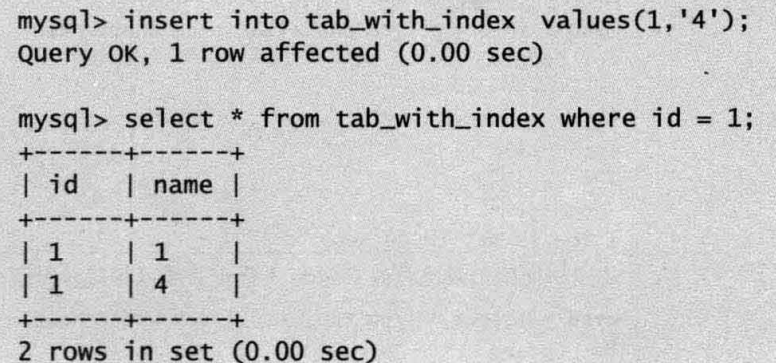 mysql> insert into tab_with_index  values(1,'4');
Query OK, 1 row affected (0.00 sec)

mysql> select * from tab_with_index where id = 1;
+------+------+
| id   | name |
+------+------+
| 1    | 1    |
| 1    | 4    |
+------+------+
2 rows in set (0.00 sec)